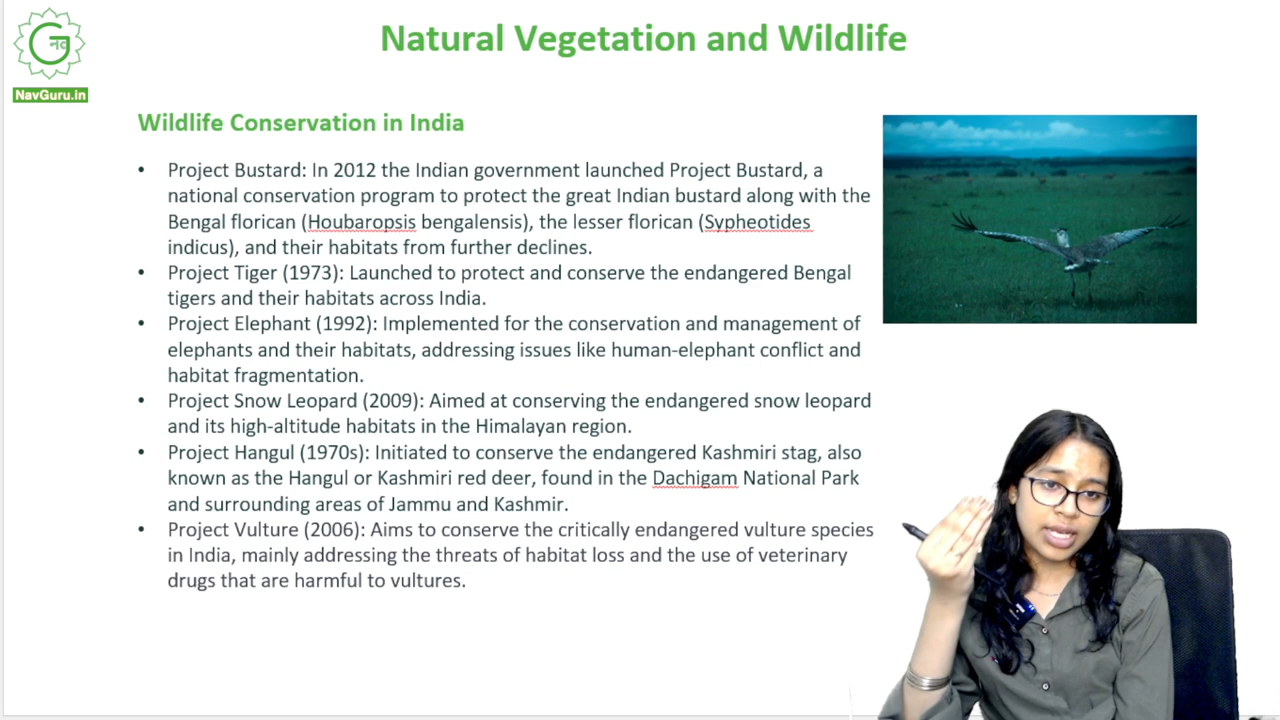 नव
NavGuru.in
Natural Vegetation and Wildlife
Wildlife Conservation in India
• Project Bustard: In 2012 the Indian government launched Project Bustard, a
national conservation program to protect the great Indian bustard along with the
Bengal florican (Houbaropsis bengalensis), the lesser florican (Sypheotides
indicus), and their habitats from further declines.
• Project Tiger (1973): Launched to protect and conserve the endangered Bengal
tigers and their habitats across India.
• Project Elephant (1992): Implemented for the conservation and management of
elephants and their habitats, addressing issues like human-elephant conflict and
habitat fragmentation.
• Project Snow Leopard (2009): Aimed at conserving the endangered snow leopard
and its high-altitude habitats in the Himalayan region.
• Project Hangul (1970s): Initiated to conserve the endangered Kashmiri stag, also
known as the Hangul or Kashmiri red deer, found in the Dachigam National Park
and surrounding areas of Jammu and Kashmir.
• Project Vulture (2006): Aims to conserve the critically endangered vulture species
in India, mainly addressing the threats of habitat loss and the use of veterinary
drugs that are harmful to vultures.